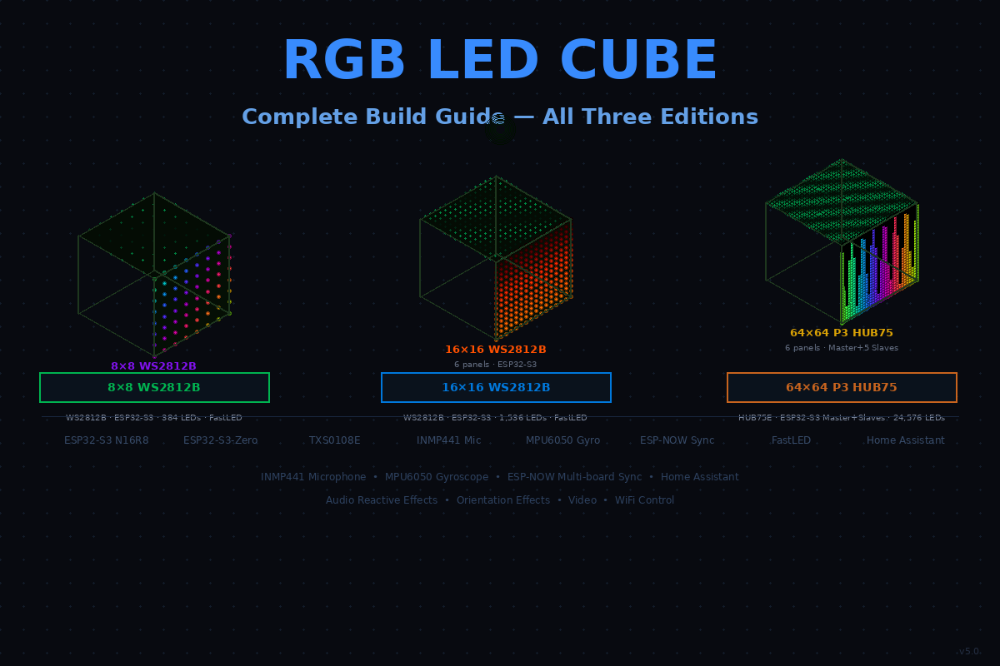 RGB LED CUBE
Complete Build Guide — All Three Editions
8×8 WS2812B
16×16 WS2812B
6 panels · ESP32-S3
64×64 P3 HUB75
6 panels · Master+5 Slaves
8×8 WS2812B
16×16 WS2812B
64×64 P3 HUB75
WS2812B · ESP32-S3 · 384 LEDs · FastLED
WS2812B · ESP32-S3 · 1,536 LEDs · FastLED
HUB75E · ESP32-S3 Master+Slaves · 24,576 LEDs
ESP32-S3 N16R8 ESP32-S3-Zero TXS0108E INMP441 Mic MPU6050 Gyro ESP-NOW Sync FastLED Home Assistant
INMP441 Microphone • MPU6050 Gyroscope • ESP-NOW Multi-board Sync • Home Assistant
Audio Reactive Effects • Orientation Effects • Video • WiFi Control
v5.0